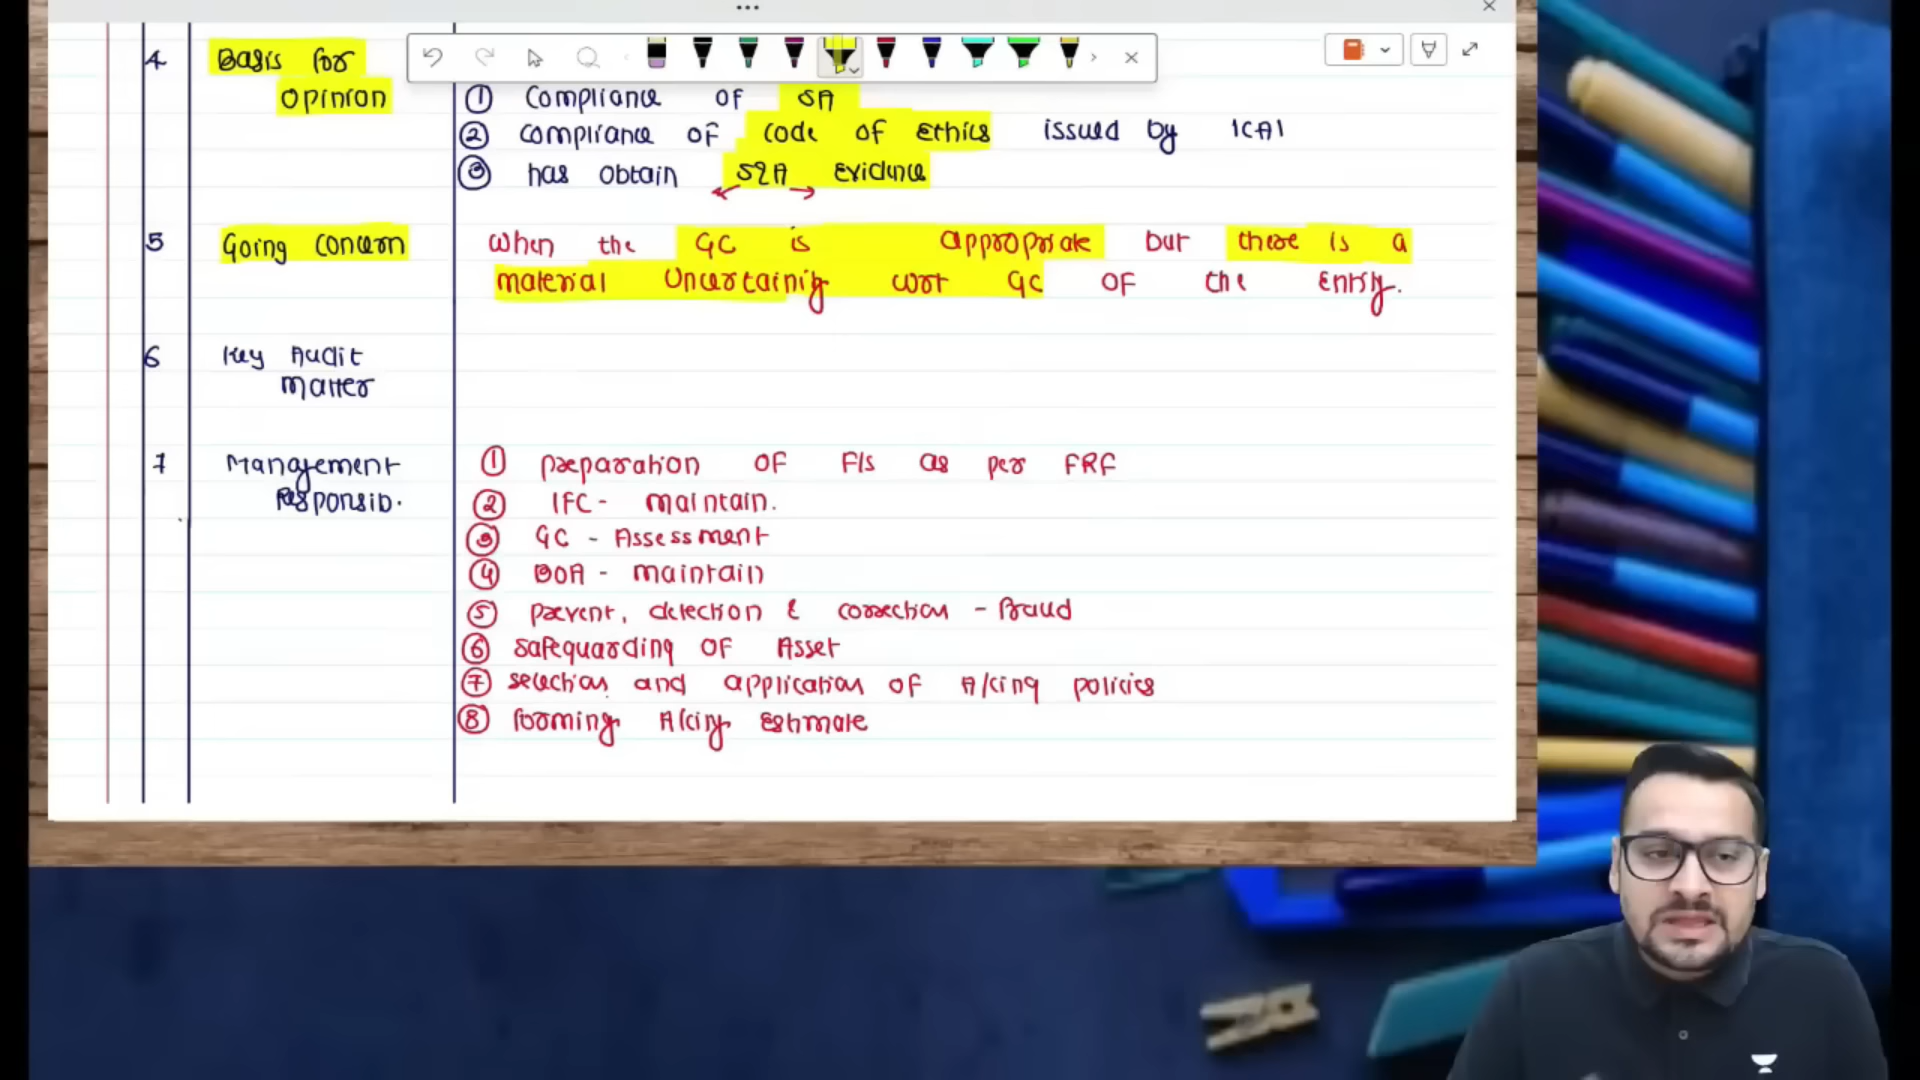 4 Basis for
Opinion
① Compliance OF SA
② compliance of code of Ethics issued by ICAI
③ has obtain S&A Evidence
5 Going Concern When the GC is appropriate but there is a
material Uncertainity wort GC OF the Entity.
6 Key Audit
Matter
7 Management
Responsib.
① preparation OF F/s as per FRF
② IFC - maintain.
③ GC - Assessment
④ BOA - maintain
⑤ prevent, detection & correction - Fraud
⑥ safeguarding OF Asset
⑦ selection and application of A/cing policies
⑧ forming A/cing Estimate